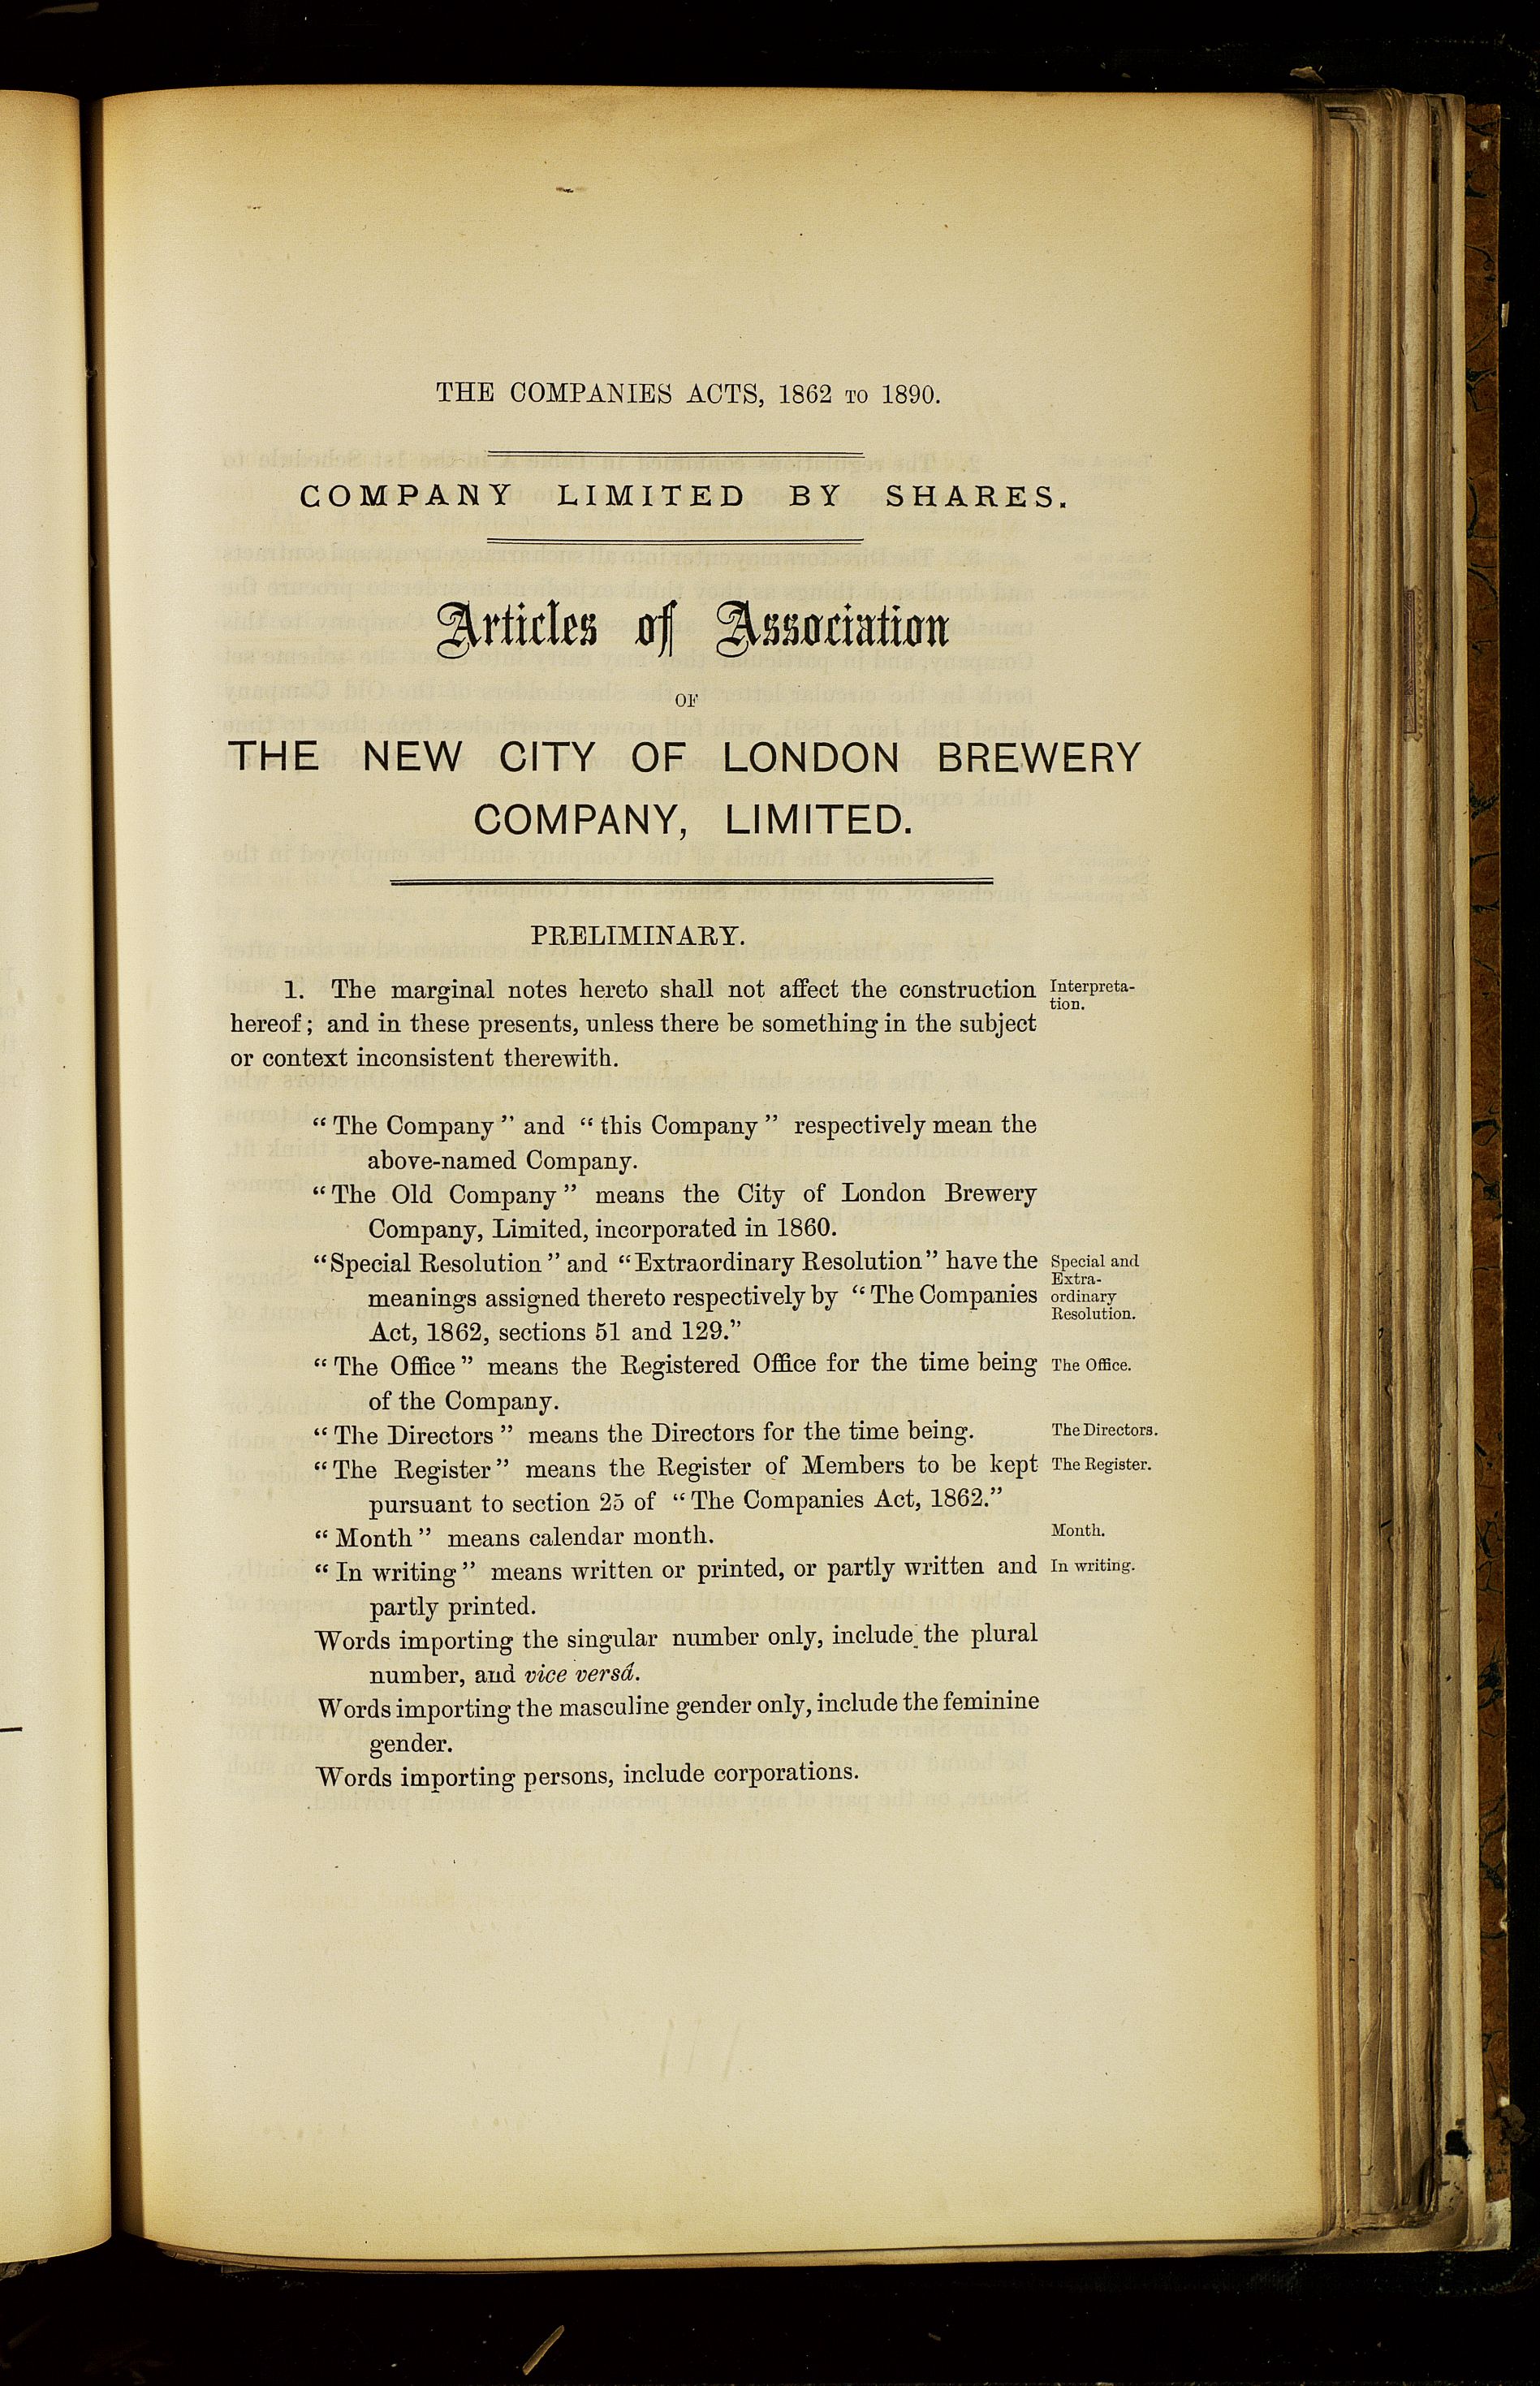 THE COMPANIES ACTS, 1862 TO 1890.
COMPANY LIMITED BY SHARES.
Articles of Association
OF
THE NEW CITY OF LONDON BREWERY
COMPANY, LIMITED.
PRELIMINARY.
1. The marginal notes hereto shall not affect the construction
Interpreta-
tion.
hereof; and in these presents, unless there be something in the subject
or context inconsistent therewith.
“The Company” and “this Company” respectively mean the
above-named Company.
“The Old Company” means the City of London Brewery
Company, Limited, incorporated in 1860.
“Special Resolution” and “Extraordinary Resolution” have the
meanings assigned thereto respectively by “The Companies
Act, 1862, sections 51 and 129.”
Special and
Extra-
ordinary
Resolution.
“The Office” means the Registered Office for the time being
The Office.
of the Company.
“The Directors” means the Directors for the time being.
The Directors.
“The Register” means the Register of Members to be kept
The Register.
pursuant to section 25 of “The Companies Act, 1862.”
“Month” means calendar month.
Month.
“In writing” means written or printed, or partly written and
In writing.
partly printed.
Words importing the singular number only, include the plural
number, and vice versâ.
Words importing the masculine gender only, include the feminine
gender.
Words importing persons, include corporations.